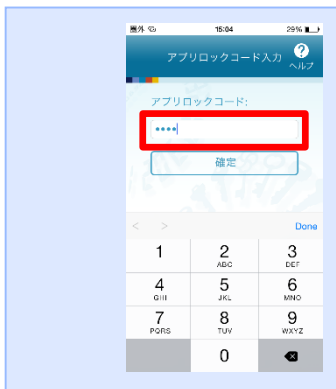 圏外 15:04 29%
アプリロックコード入力 ?
ヘルプ
アプリロックコード:
••••
確定
< > Done
1 2 3
ABC DEF
4 5 6
GHI JKL MNO
7 8 9
PQRS TUV WXYZ
0